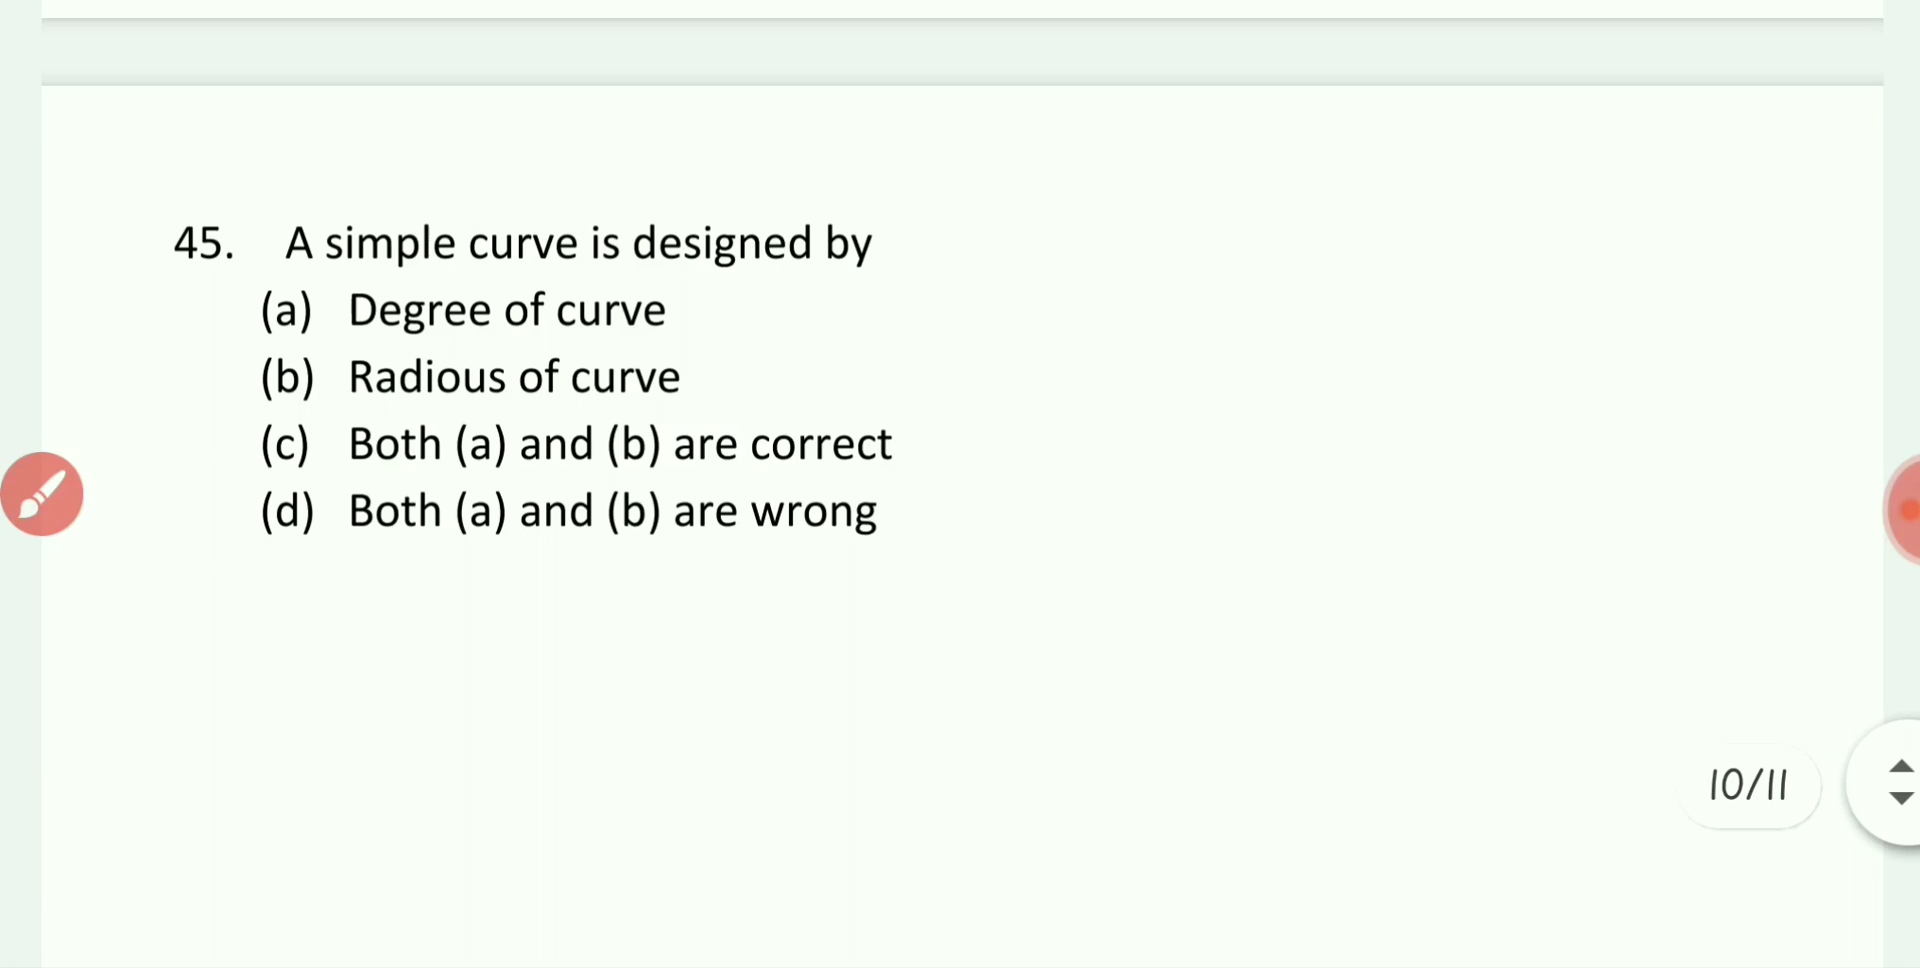 45. A simple curve is designed by
(a) Degree of curve
(b) Radious of curve
(c) Both (a) and (b) are correct
(d) Both (a) and (b) are wrong
10/11